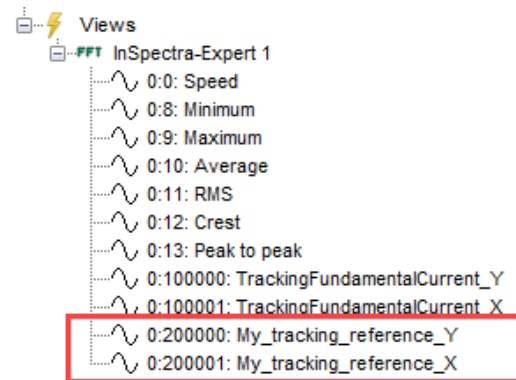 Views
FFT InSpectra-Expert 1
0:0: Speed
0:8: Minimum
0:9: Maximum
0:10: Average
0:11: RMS
0:12: Crest
0:13: Peak to peak
0:100000: TrackingFundamentalCurrent_Y
0:100001: TrackingFundamentalCurrent_X
0:200000: My_tracking_reference_Y
0:200001: My_tracking_reference_X